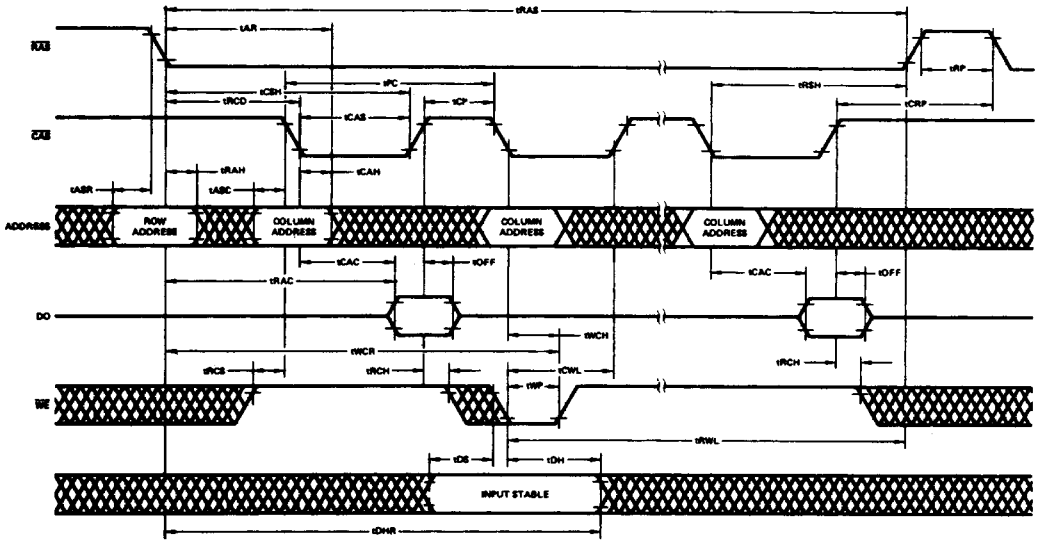 tRAS
tAR
RAS
tRP
tPC
tCSH
tRSH
tRCD
tCP
tCRP
tCAS
CAS
tRAH
tCAH
tASR
tASC
ADDRESS
ROW ADDRESS
COLUMN ADDRESS
COLUMN ADDRESS
COLUMN ADDRESS
tCAC
tOFF
tCAC
tOFF
tRAC
DO
tWCH
tWCR
tRCS
tRCH
tCWL
tRCH
tWP
WE
tRWL
tDS
tDH
INPUT STABLE
tDHR